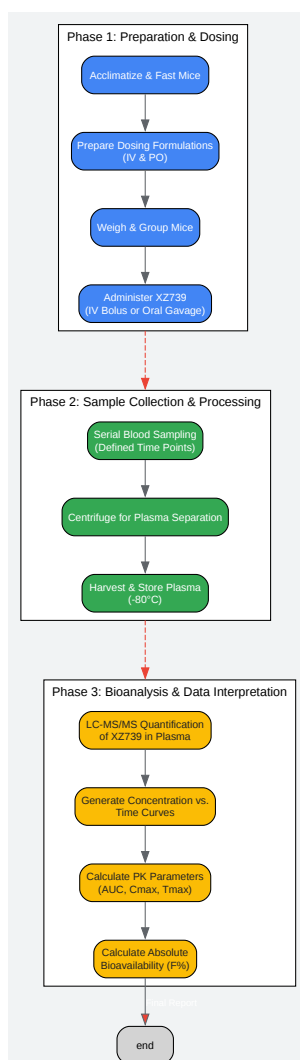 Phase 1: Preparation & Dosing
Acclimatize & Fast Mice
Prepare Dosing Formulations
(IV & PO)
Weigh & Group Mice
Administer XZ739
(IV Bolus or Oral Gavage)
Phase 2: Sample Collection & Processing
Serial Blood Sampling
(Defined Time Points)
Centrifuge for Plasma Separation
Harvest & Store Plasma
(-80°C)
Phase 3: Bioanalysis & Data Interpretation
LC-MS/MS Quantification
of XZ739 in Plasma
Generate Concentration vs.
Time Curves
Calculate PK Parameters
(AUC, Cmax, Tmax)
Calculate Absolute
Bioavailability (F%)
Final Report
end